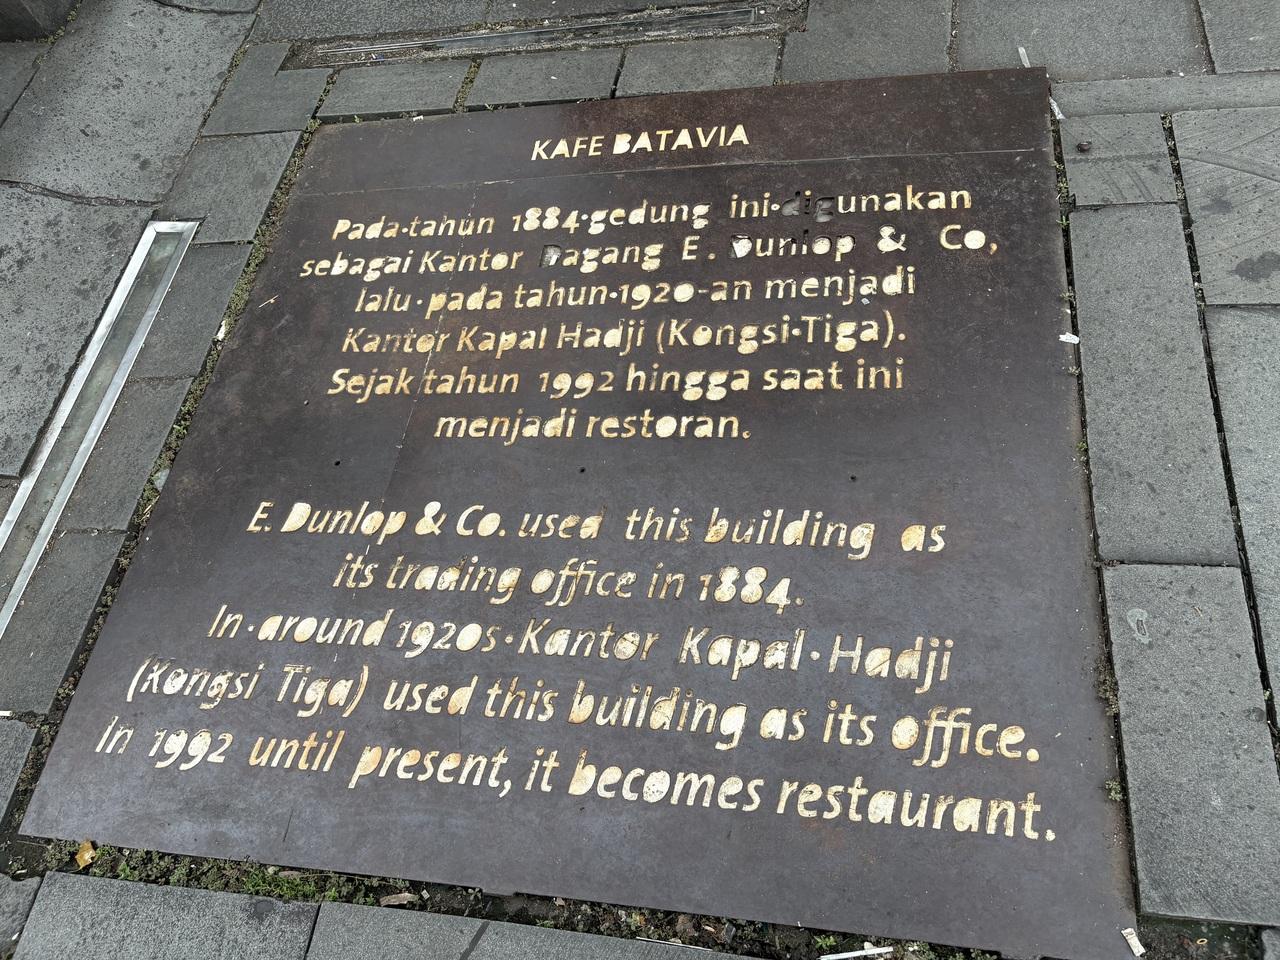 KAFE BATAVIA
Pada·tahun 1884·gedung ini·digunakan
sebagai Kantor Dagang E. Dunlop & Co,
lalu·pada tahun·1920-an menjadi
Kantor Kapal Hadji (Kongsi·Tiga).
Sejak tahun 1992 hingga saat ini
menjadi restoran.
E. Dunlop & Co. used this building as
its trading office in 1884.
In·around 1920s·Kantor Kapal·Hadji
(Kongsi Tiga) used this building as its office.
In 1992 until present, it becomes restaurant.